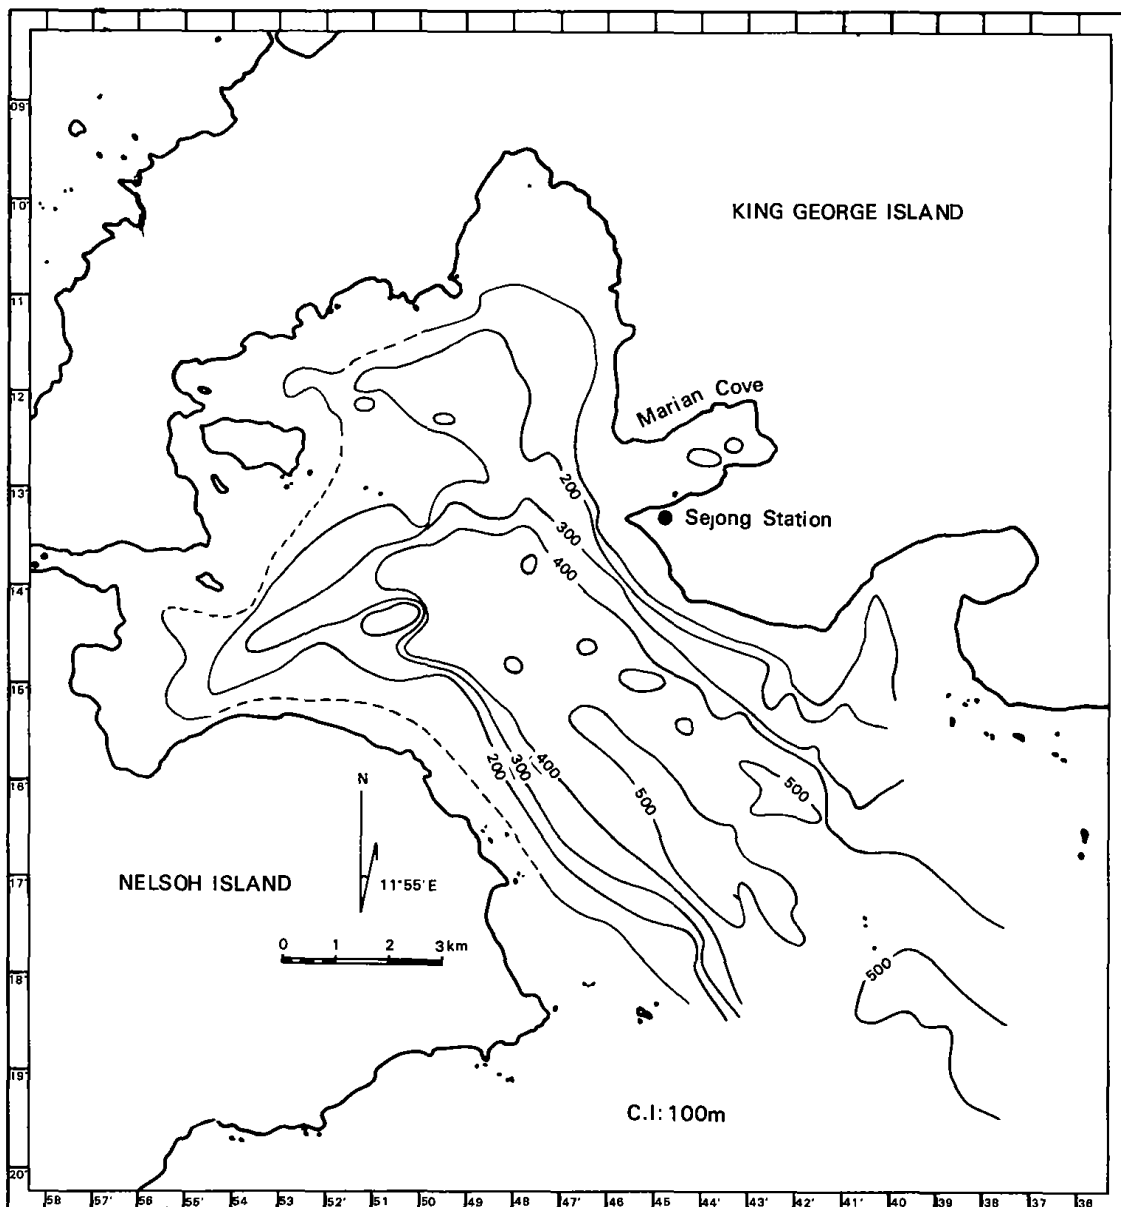 09'
10'
11
12
13
14
15
16
17
18
19
20
KING GEORGE ISLAND
Marian Cove
Sejong Station
200
300
400
200
300
400
500
500
500
N
11°55'E
NELSOH ISLAND
0 1 2 3km
C.I: 100m
58 57' 56 55' 54 53 52' 51 50 49 48 47' 46 45 44' 43' 42' 41' 40 39 38 37 36